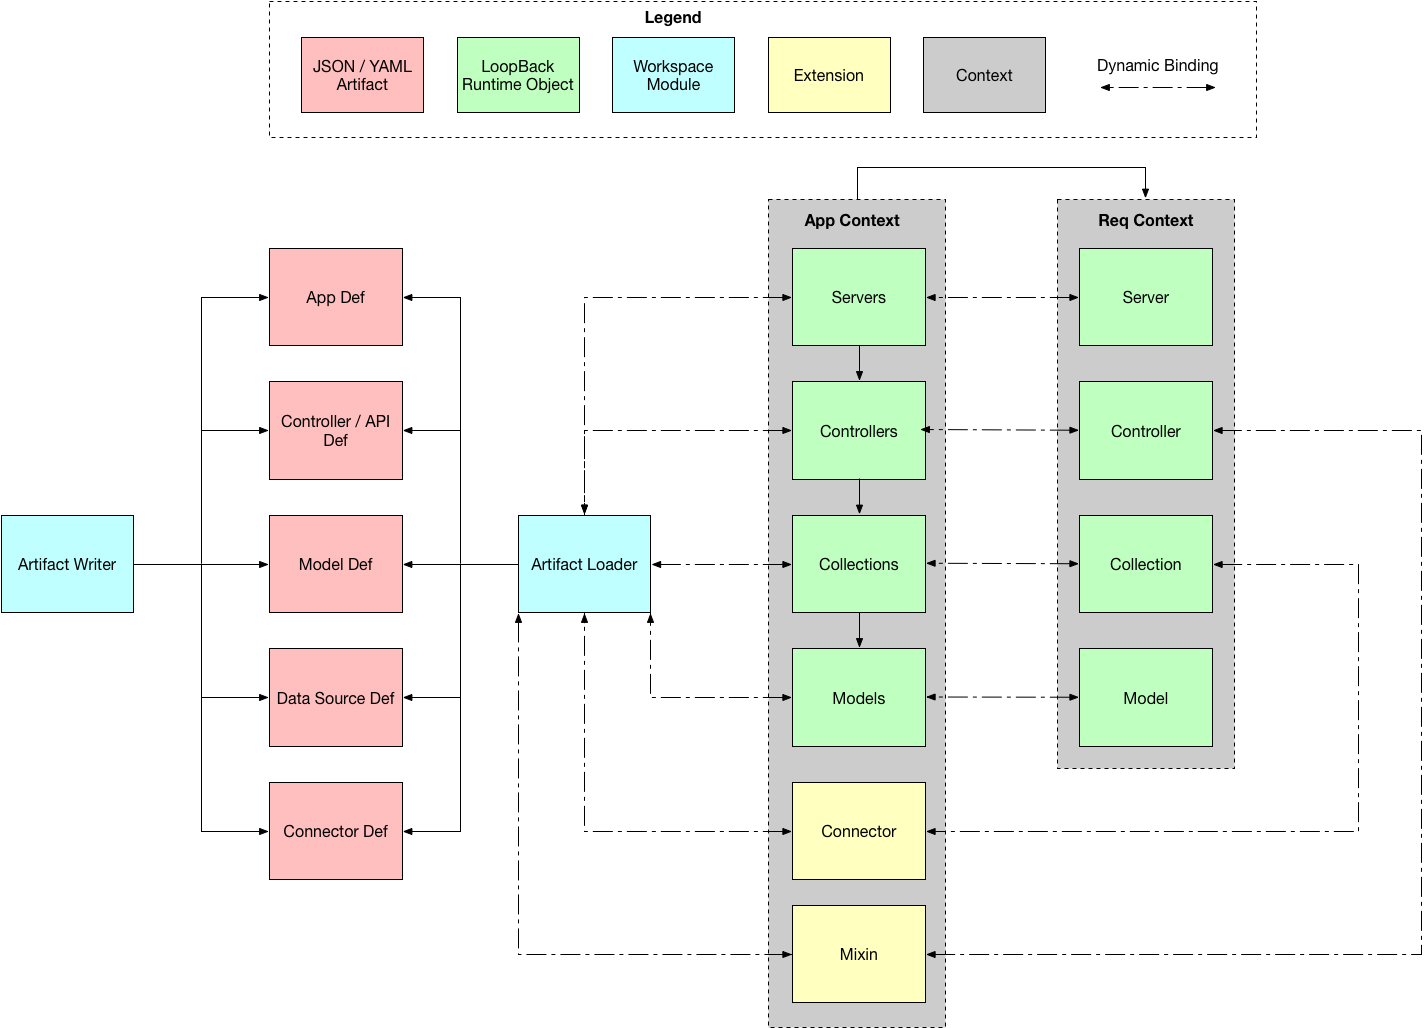 Legend
JSON / YAML
Artifact
LoopBack
Runtime Object
Workspace
Module
Extension
Context
Dynamic Binding
App Context
Req Context
App Def
Servers
Server
Controller / API
Def
Controllers
Controller
Artifact Writer
Model Def
Artifact Loader
Collections
Collection
Data Source Def
Models
Model
Connector Def
Connector
Mixin